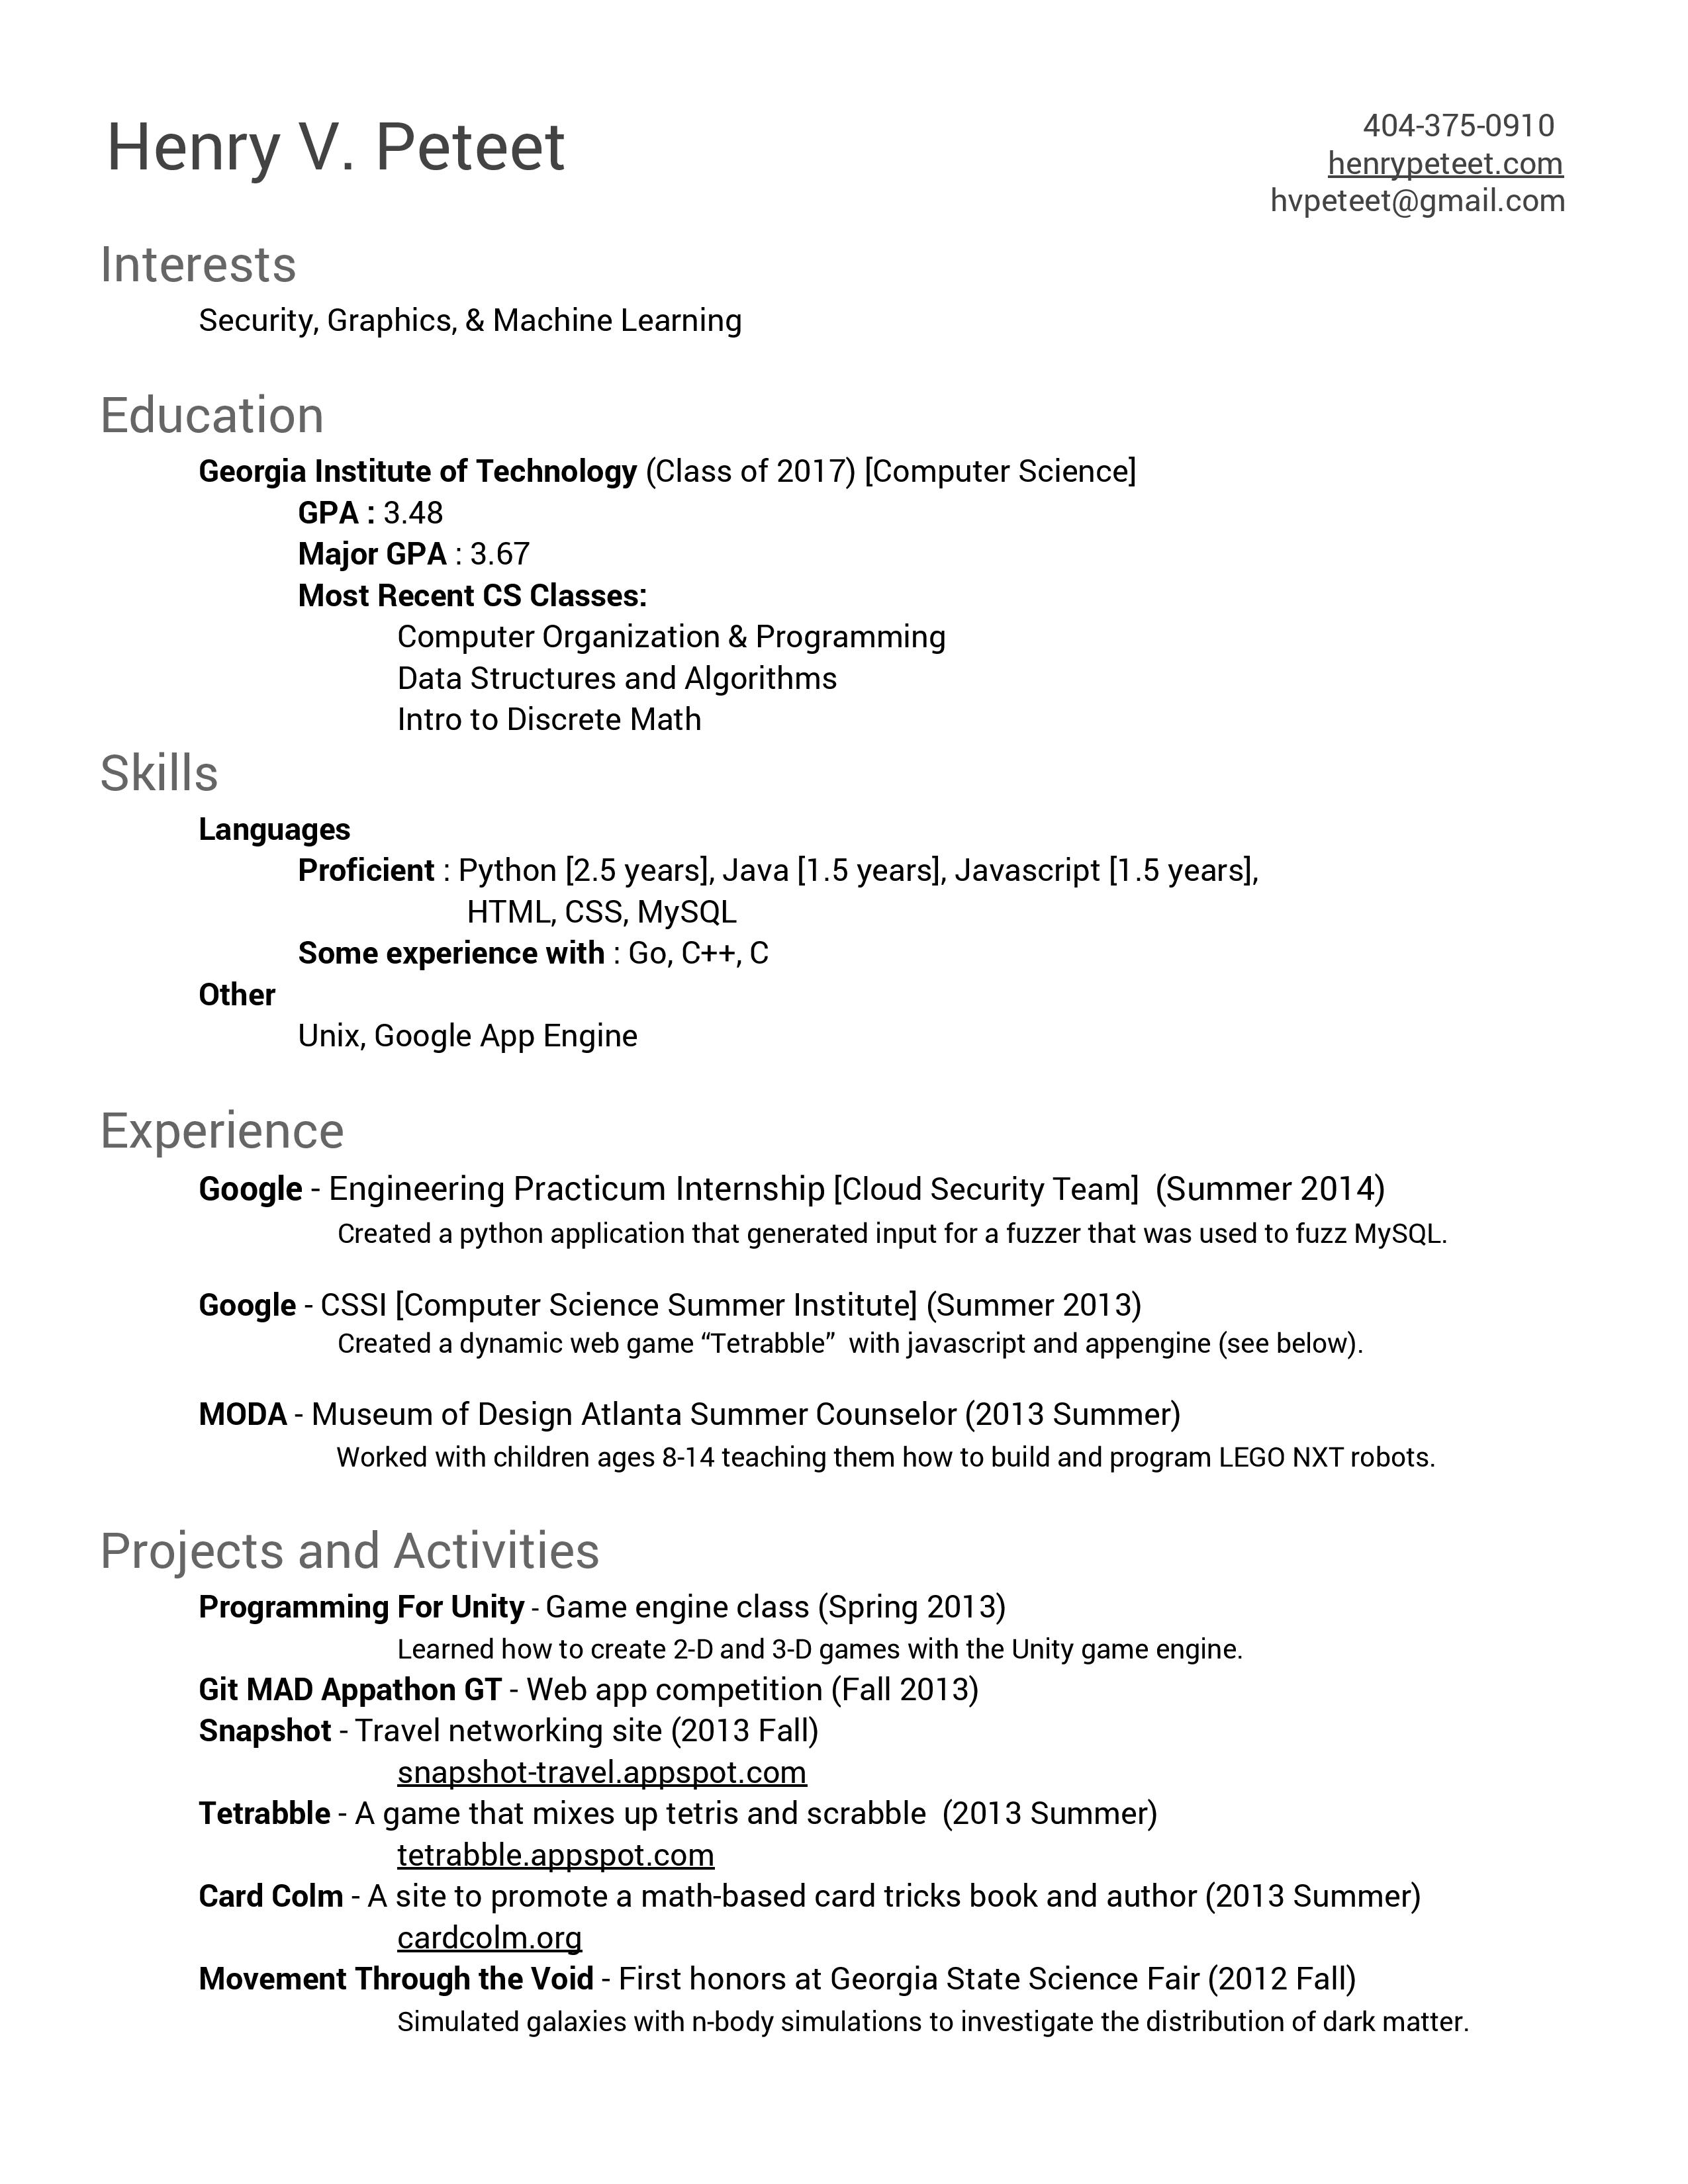 Henry V. Peteet
404-375-0910
henrypeteet.com
hvpeteet@gmail.com
Interests
Security, Graphics, & Machine Learning
Education
Georgia Institute of Technology (Class of 2017) [Computer Science]
GPA : 3.48
Major GPA : 3.67
Most Recent CS Classes:
Computer Organization & Programming
Data Structures and Algorithms
Intro to Discrete Math
Skills
Languages
Proficient : Python [2.5 years], Java [1.5 years], Javascript [1.5 years],
HTML, CSS, MySQL
Some experience with : Go, C++, C
Other
Unix, Google App Engine
Experience
Google - Engineering Practicum Internship [Cloud Security Team]  (Summer 2014)
Created a python application that generated input for a fuzzer that was used to fuzz MySQL.
Google - CSSI [Computer Science Summer Institute] (Summer 2013)
Created a dynamic web game “Tetrabble”  with javascript and appengine (see below).
MODA - Museum of Design Atlanta Summer Counselor (2013 Summer)
Worked with children ages 8-14 teaching them how to build and program LEGO NXT robots.
Projects and Activities
Programming For Unity - Game engine class (Spring 2013)
Learned how to create 2-D and 3-D games with the Unity game engine.
Git MAD Appathon GT - Web app competition (Fall 2013)
Snapshot - Travel networking site (2013 Fall)
snapshot-travel.appspot.com
Tetrabble - A game that mixes up tetris and scrabble  (2013 Summer)
tetrabble.appspot.com
Card Colm - A site to promote a math-based card tricks book and author (2013 Summer)
cardcolm.org
Movement Through the Void - First honors at Georgia State Science Fair (2012 Fall)
Simulated galaxies with n-body simulations to investigate the distribution of dark matter.